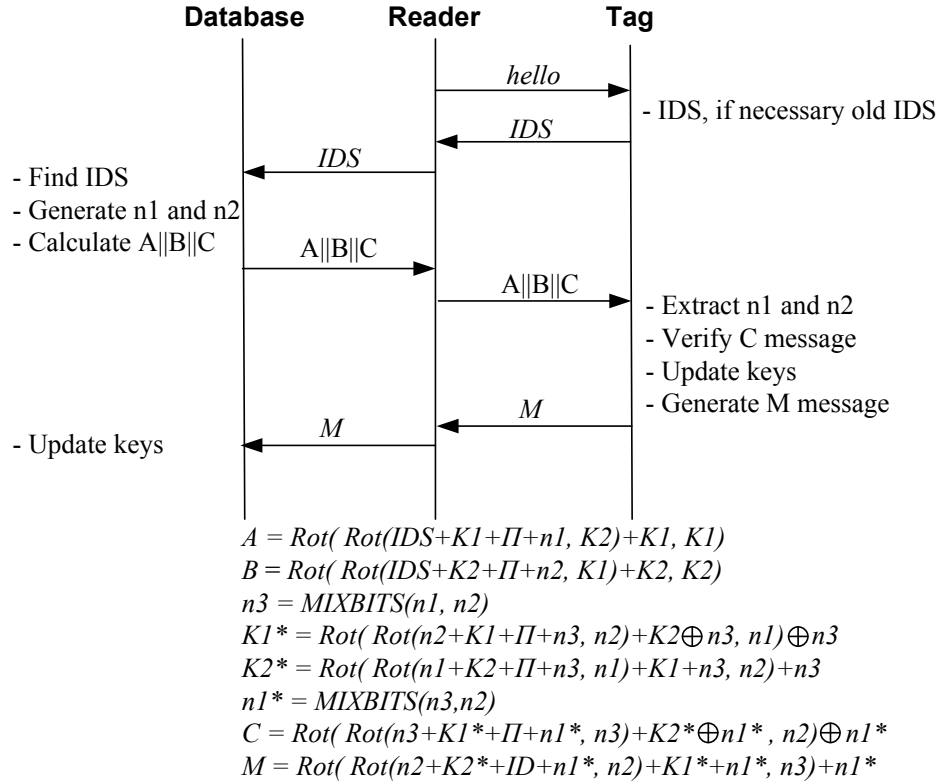 Database Reader Tag
hello
- IDS, if necessary old IDS
IDS
IDS
- Find IDS
- Generate n1 and n2
- Calculate A||B||C
A||B||C
A||B||C
- Extract n1 and n2
- Verify C message
- Update keys
- Generate M message
M
M
- Update keys
A = Rot( Rot(IDS+K1+Π+n1, K2)+K1, K1)
B = Rot( Rot(IDS+K2+Π+n2, K1)+K2, K2)
n3 = MIXBITS(n1, n2)
K1* = Rot( Rot(n2+K1+Π+n3, n2)+K2⊕n3, n1)⊕n3
K2* = Rot( Rot(n1+K2+Π+n3, n1)+K1+n3, n2)+n3
n1* = MIXBITS(n3,n2)
C = Rot( Rot(n3+K1*+Π+n1*, n3)+K2*⊕n1*, n2)⊕n1*
M = Rot( Rot(n2+K2*+ID+n1*, n2)+K1*+n1*, n3)+n1*